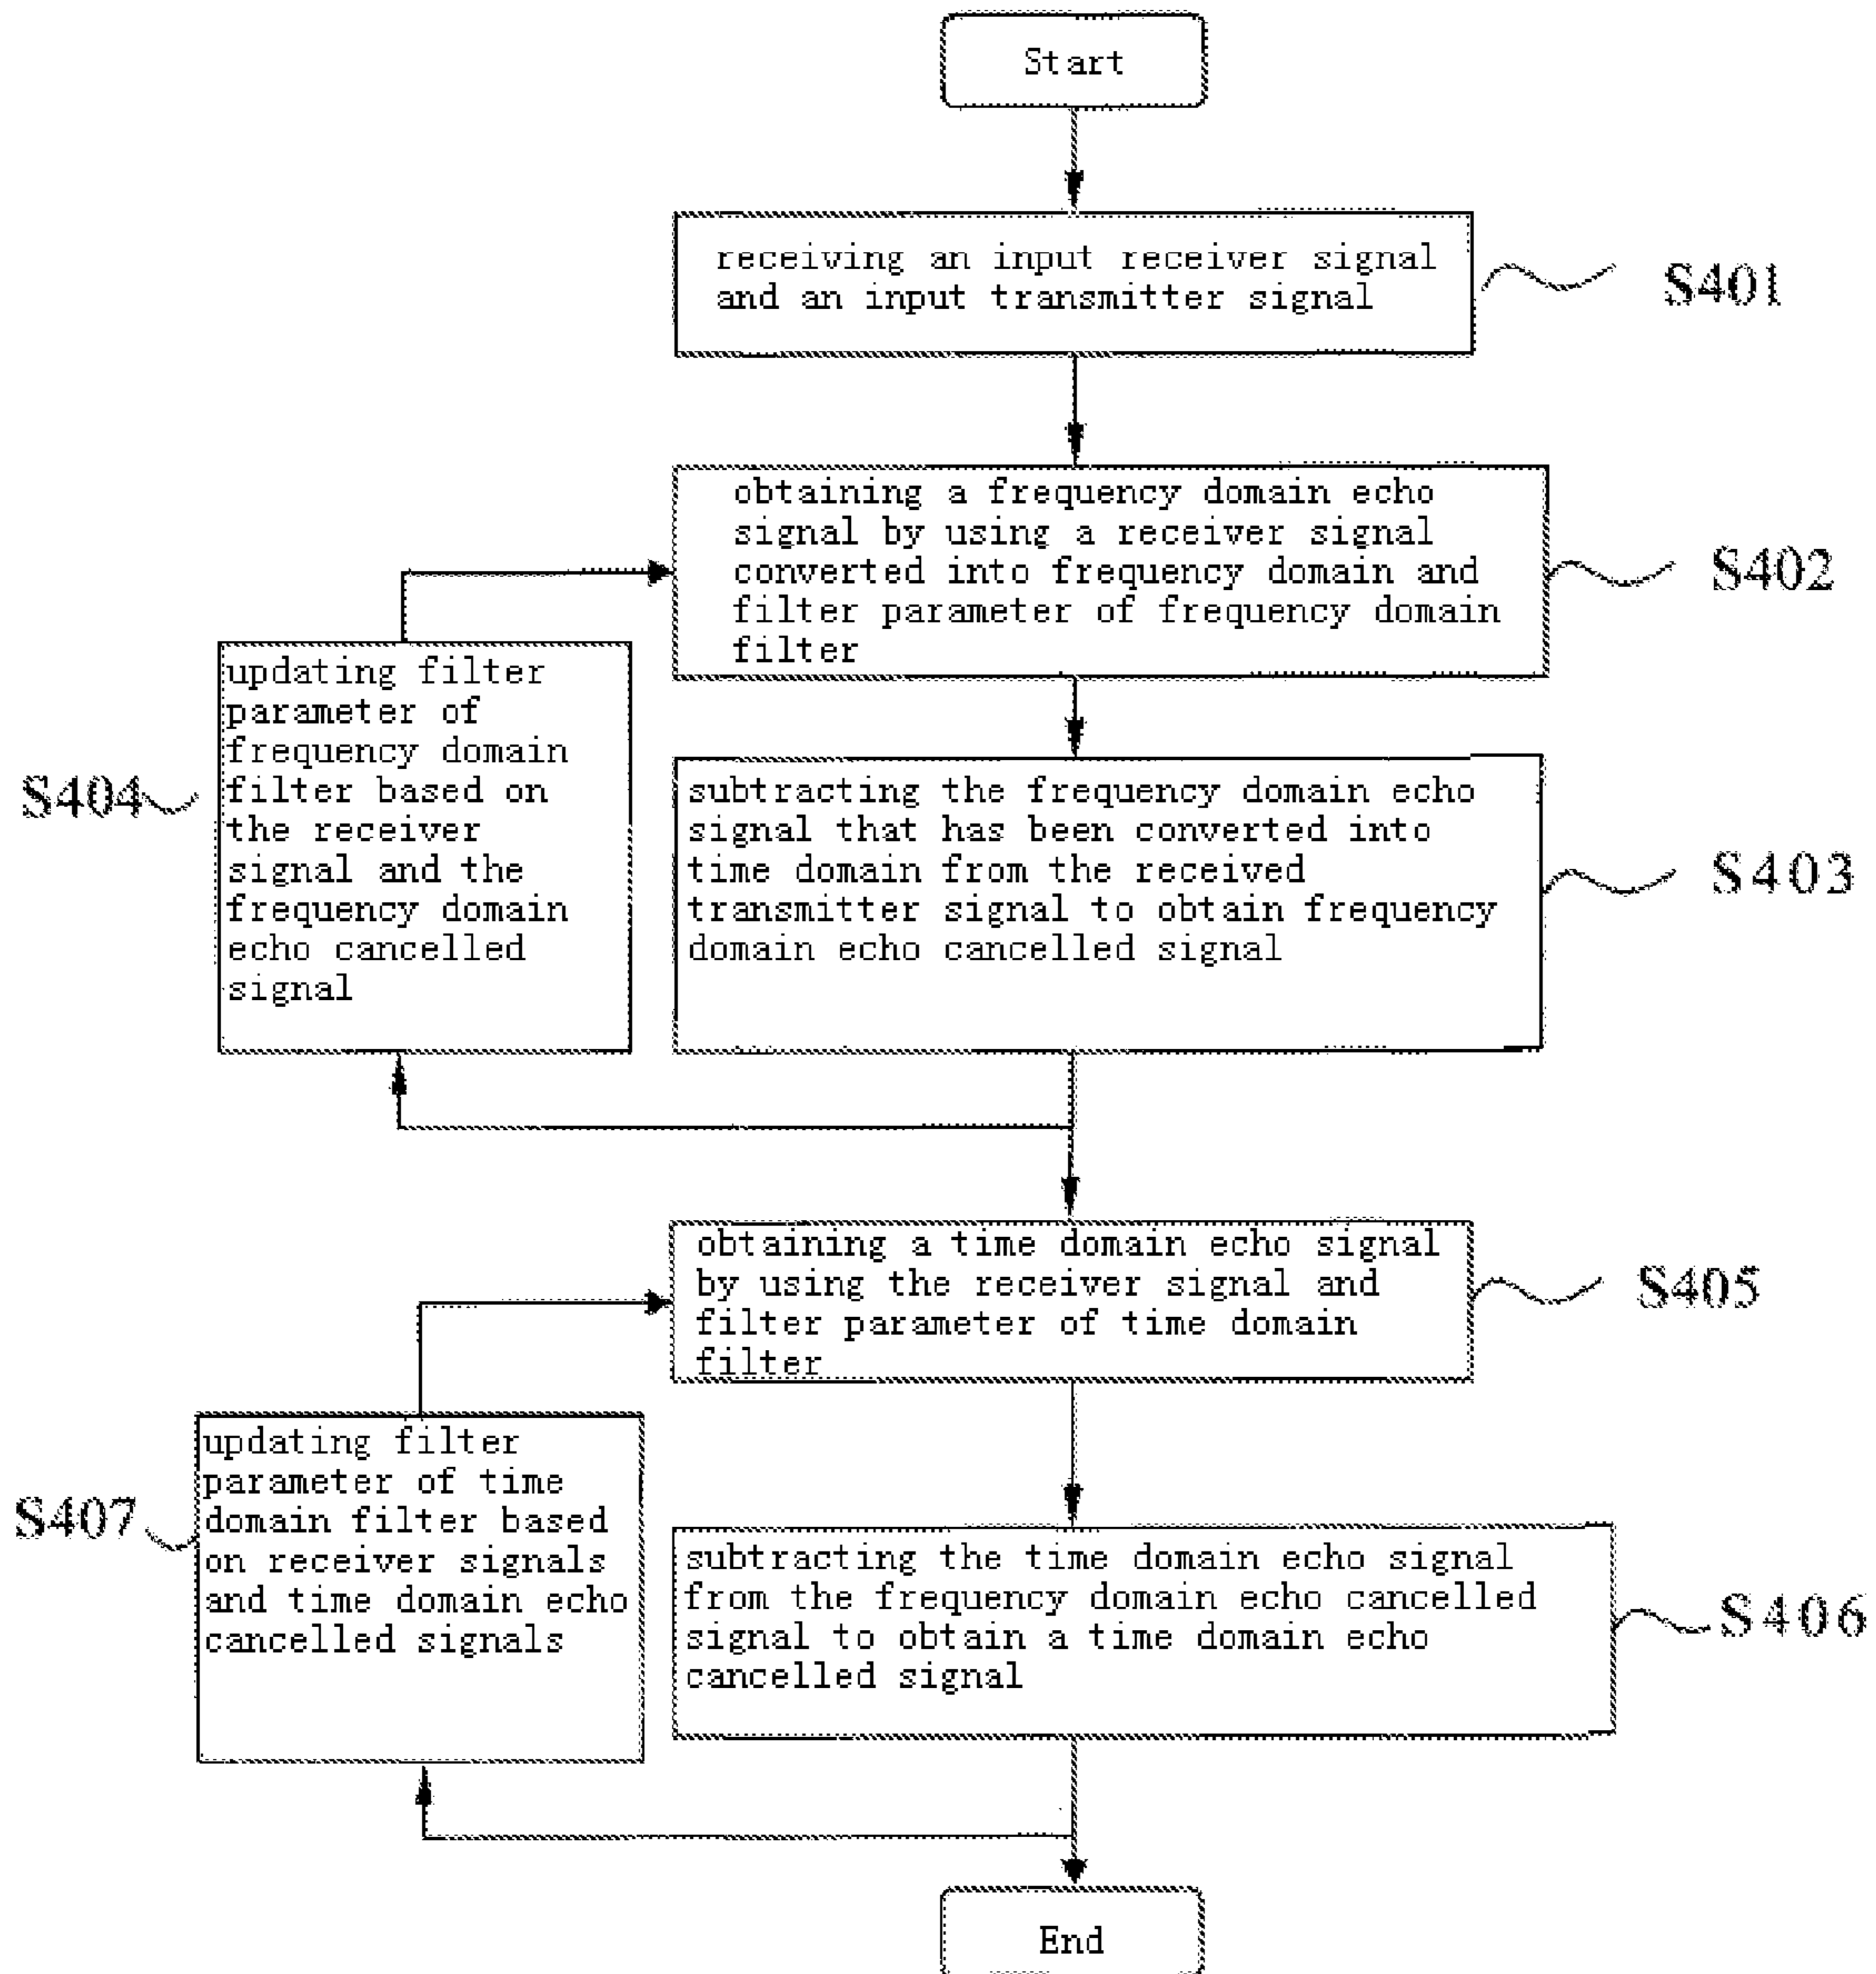 Start
receiving an input receiver signal
and an input transmitter signal
S401
obtaining a frequency domain echo
signal by using a receiver signal
converted into frequency domain and
filter parameter of frequency domain
filter
S402
updating filter
parameter of
frequency domain
filter based on
the receiver
signal and the
frequency domain
echo cancelled
signal
S404
subtracting the frequency domain echo
signal that has been converted into
time domain from the received
transmitter signal to obtain frequency
domain echo cancelled signal
S403
obtaining a time domain echo signal
by using the receiver signal and
filter parameter of time domain
filter
S405
updating filter
parameter of time
domain filter based
on receiver signals
and time domain echo
cancelled signals
S407
subtracting the time domain echo signal
from the frequency domain echo cancelled
signal to obtain a time domain echo
cancelled signal
S406
End